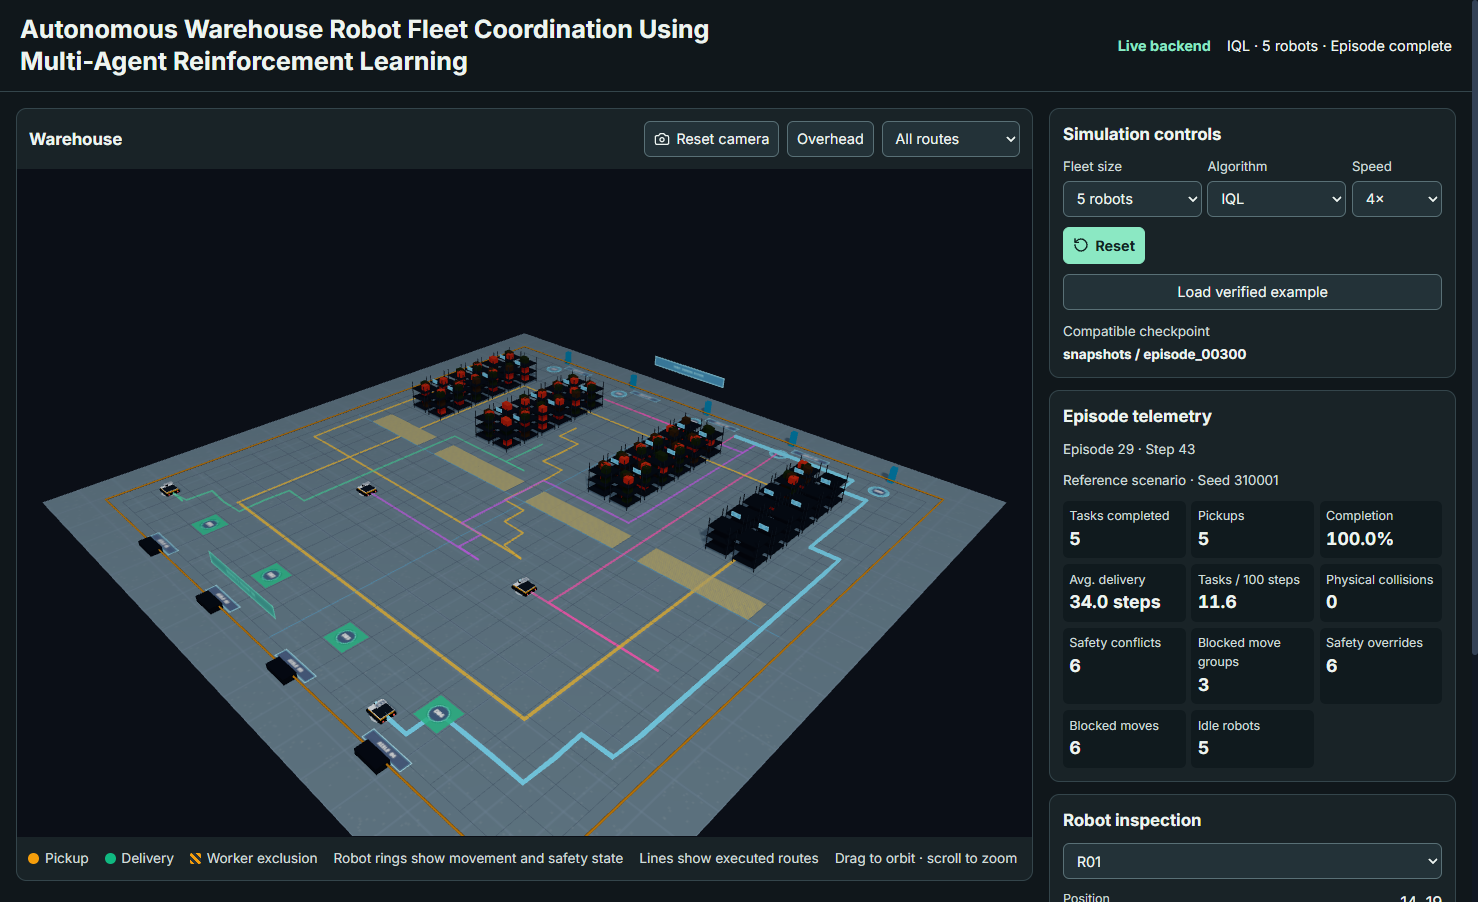 Autonomous Warehouse Robot Fleet Coordination Using
Multi-Agent Reinforcement Learning
Live backend IQL · 5 robots · Episode complete
Warehouse
Reset camera
Overhead
All routes
Pickup
Delivery
Worker exclusion
Robot rings show movement and safety state
Lines show executed routes
Drag to orbit · scroll to zoom
Simulation controls
Fleet size
Algorithm
Speed
5 robots
IQL
4×
Reset
Load verified example
Compatible checkpoint
snapshots / episode_00300
Episode telemetry
Episode 29 · Step 43
Reference scenario · Seed 310001
Tasks completed
5
Pickups
5
Completion
100.0%
Avg. delivery
34.0 steps
Tasks / 100 steps
11.6
Physical collisions
0
Safety conflicts
6
Blocked move
groups
3
Safety overrides
6
Blocked moves
6
Idle robots
5
Robot inspection
R01
Position
14, 19